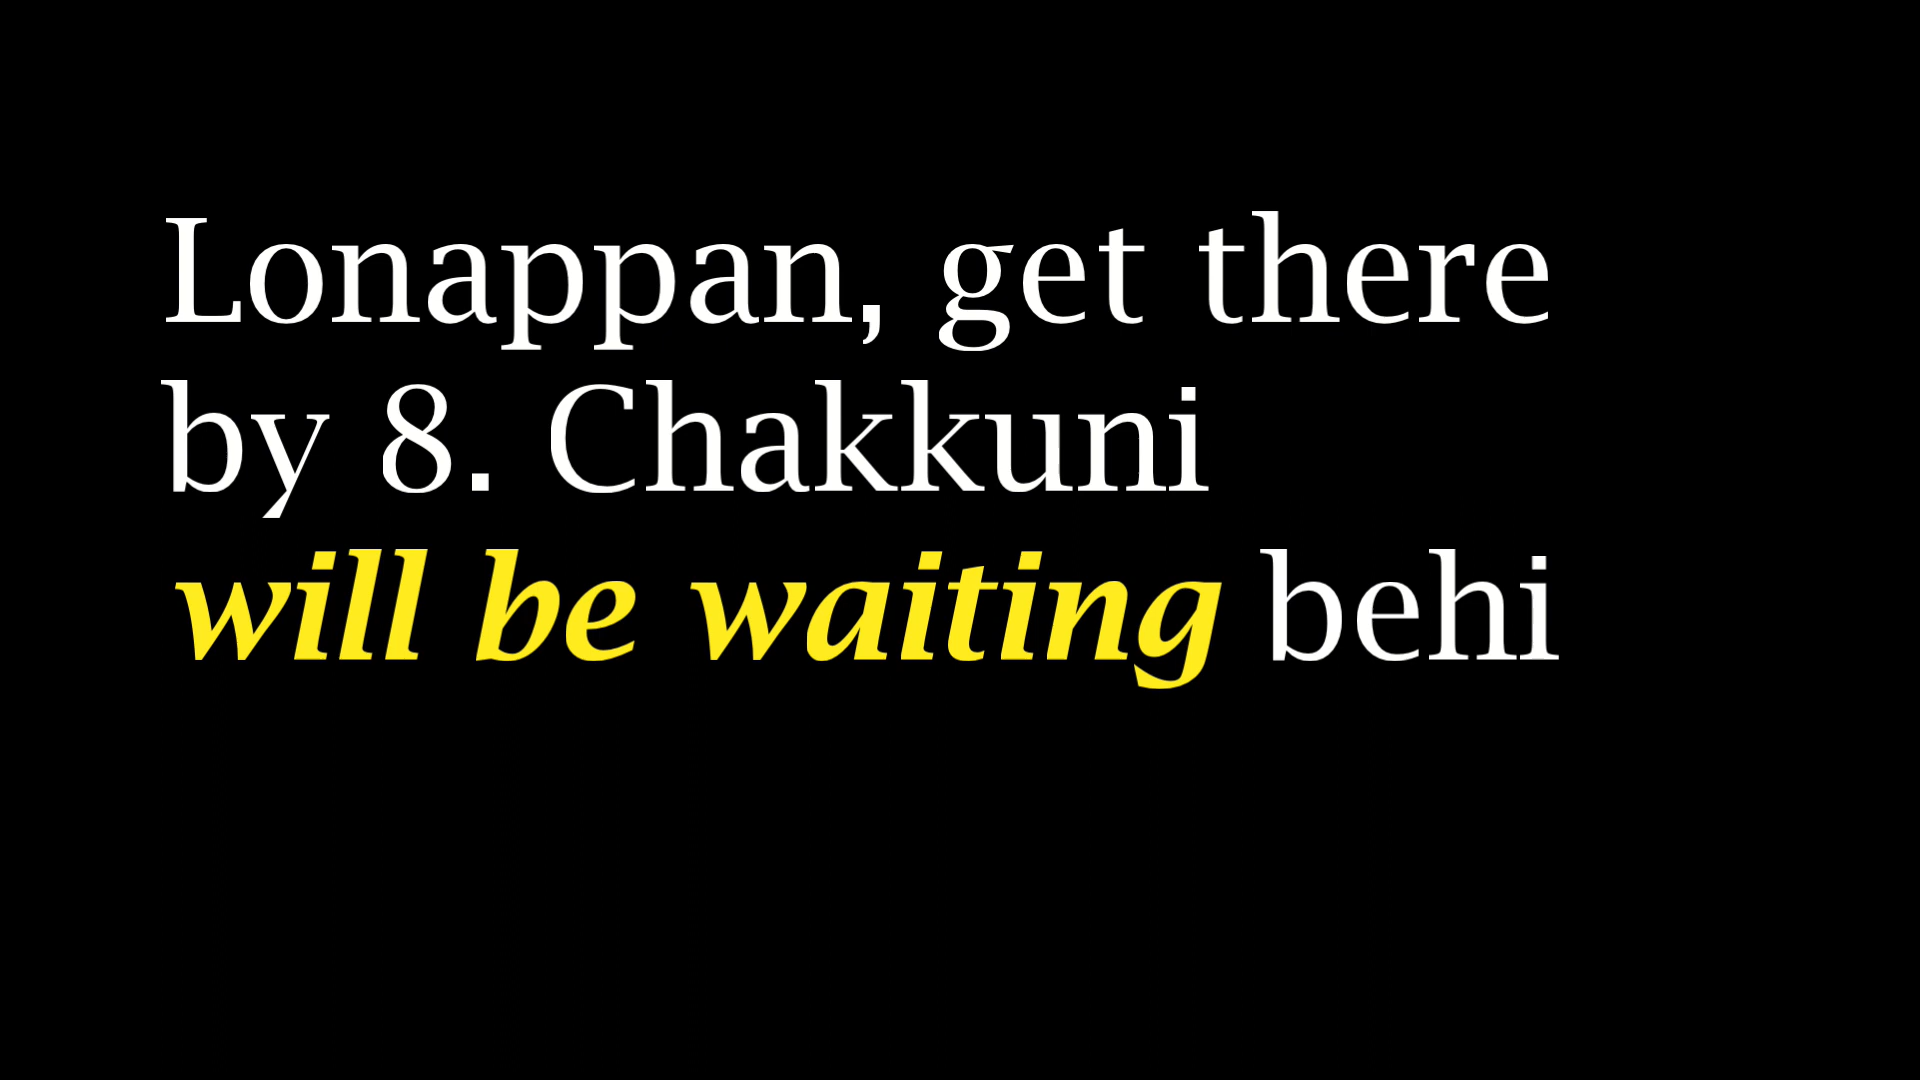 Lonappan, get there
by 8. Chakkuni
will be waiting behi